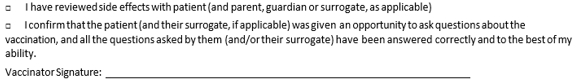 □ I have reviewed side effects with patient (and parent, guardian or surrogate, as applicable)
□ I confirm that the patient (and their surrogate, if applicable) was given an opportunity to ask questions about the
vaccination, and all the questions asked by them (and/or their surrogate) have been answered correctly and to the best of my
ability.
Vaccinator Signature: ____________________